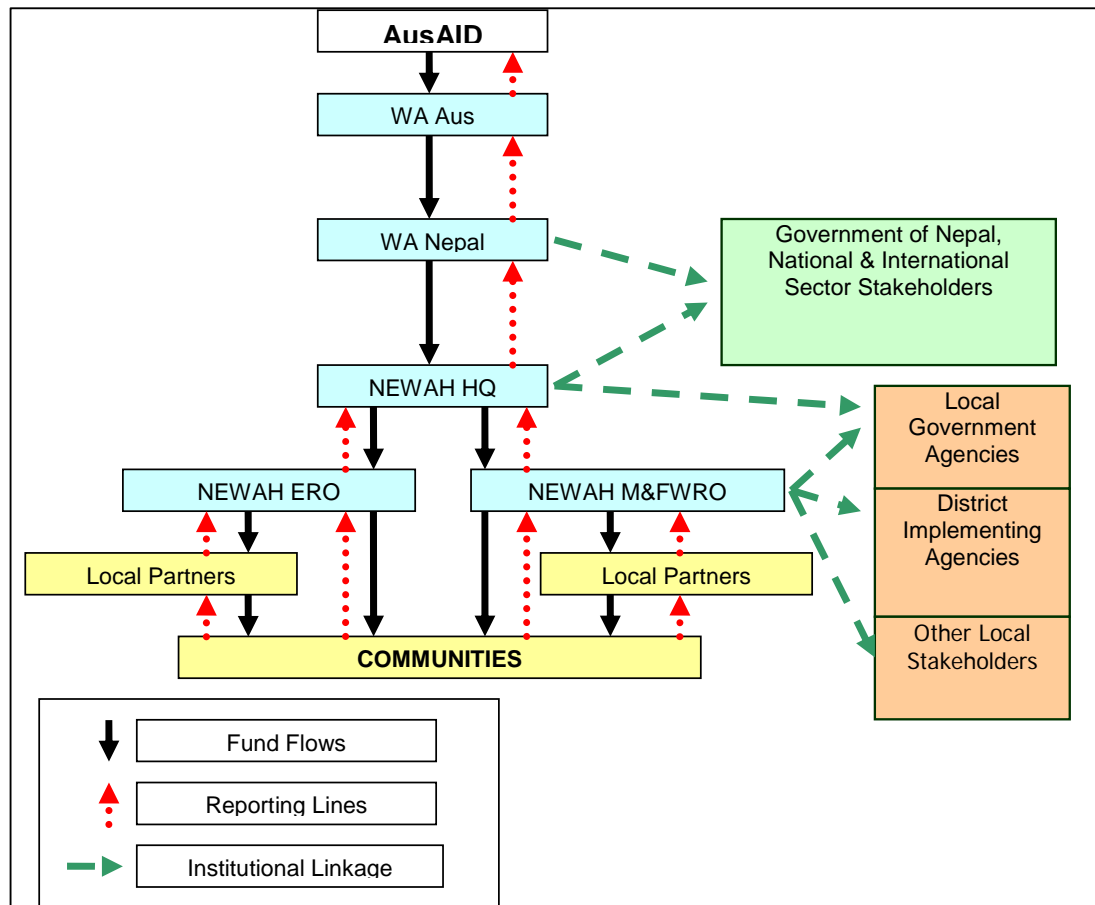 AusAID
WA Aus
WA Nepal
Government of Nepal,
National & International
Sector Stakeholders
NEWAH HQ
Local
Government
Agencies
NEWAH ERO
NEWAH M&FWRO
District
Implementing
Agencies
Local Partners
Local Partners
Other Local
Stakeholders
COMMUNITIES
Fund Flows
Reporting Lines
Institutional Linkage